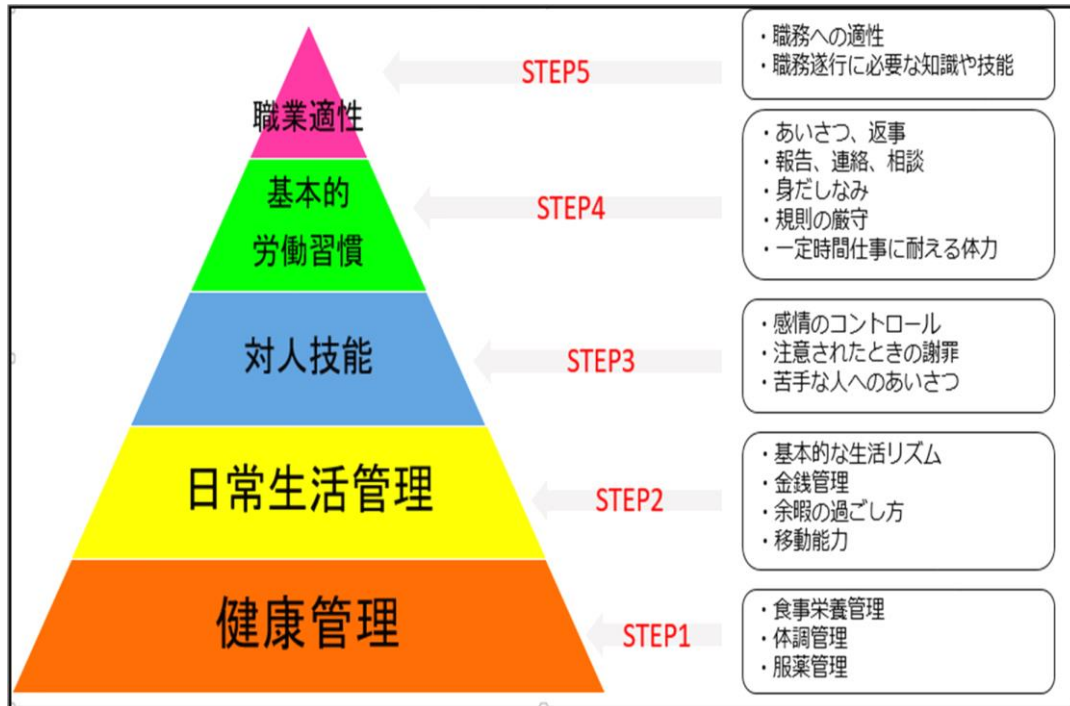 職業適性
STEP5
・職務への適性
・職務遂行に必要な知識や技能
基本的
労働習慣
STEP4
・あいさつ、返事
・報告、連絡、相談
・身だしなみ
・規則の厳守
・一定時間仕事に耐える体力
対人技能
STEP3
・感情のコントロール
・注意されたときの謝罪
・苦手な人へのあいさつ
日常生活管理
STEP2
・基本的な生活リズム
・金銭管理
・余暇の過ごし方
・移動能力
健康管理
STEP1
・食事栄養管理
・体調管理
・服薬管理